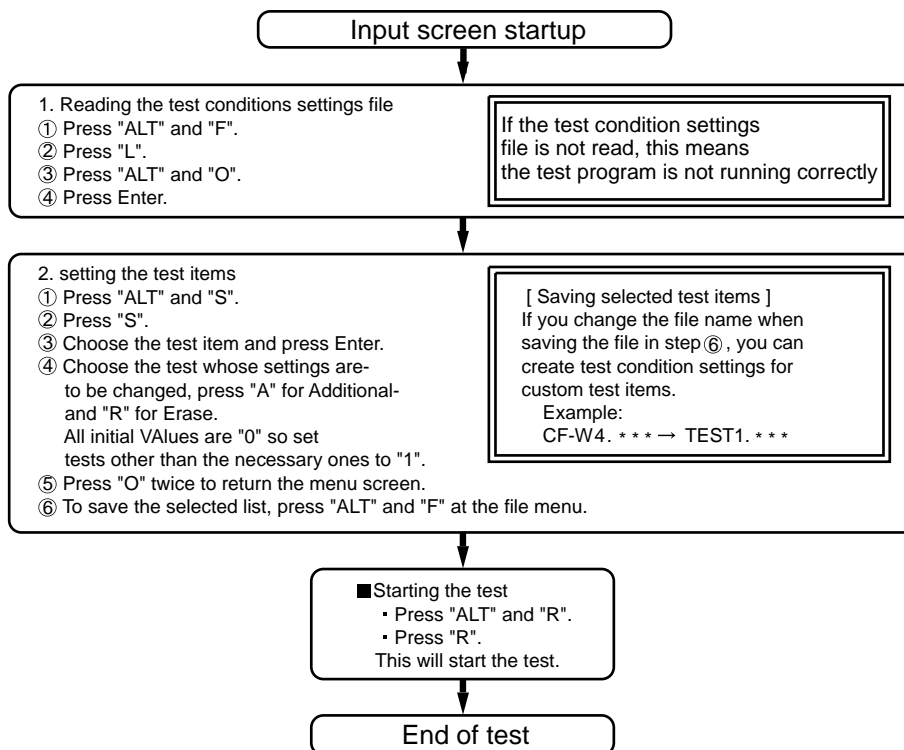 Input screen startup
1. Reading the test conditions settings file
① Press "ALT" and "F".
② Press "L".
③ Press "ALT" and "O".
④ Press Enter.
If the test condition settings
file is not read, this means
the test program is not running correctly
2. setting the test items
① Press "ALT" and "S".
② Press "S".
③ Choose the test item and press Enter.
④ Choose the test whose settings are-
to be changed, press "A" for Additional-
and "R" for Erase.
All initial VAlues are "0" so set
tests other than the necessary ones to "1".
⑤ Press "O" twice to return the menu screen.
⑥ To save the selected list, press "ALT" and "F" at the file menu.
[ Saving selected test items ]
If you change the file name when
saving the file in step ⑥, you can
create test condition settings for
custom test items.
Example:
CF-W4. * * * → TEST1. * * *
■Starting the test
・Press "ALT" and "R".
・Press "R".
This will start the test.
End of test